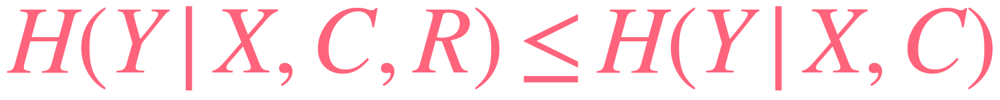 H(Y|X, C, R) ≤ H(Y|X, C)